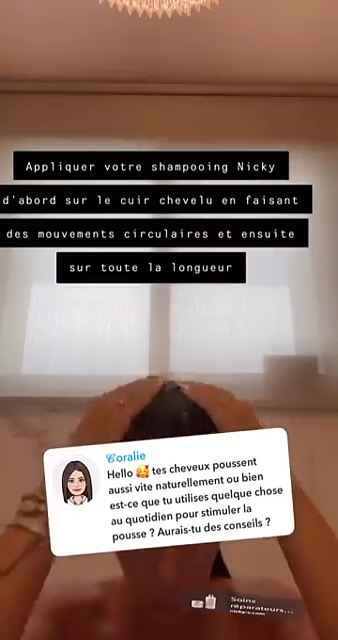 Appliquer votre shampooing Nicky
d'abord sur le cuir chevelu en faisant
des mouvements circulaires et ensuite
sur toute la longueur
Coralie
Hello 🥰 tes cheveux poussent
aussi vite naturellement ou bien
est-ce que tu utilises quelque chose
au quotidien pour stimuler la
pousse ? Aurais-tu des conseils ?
Soins
réparateurs...